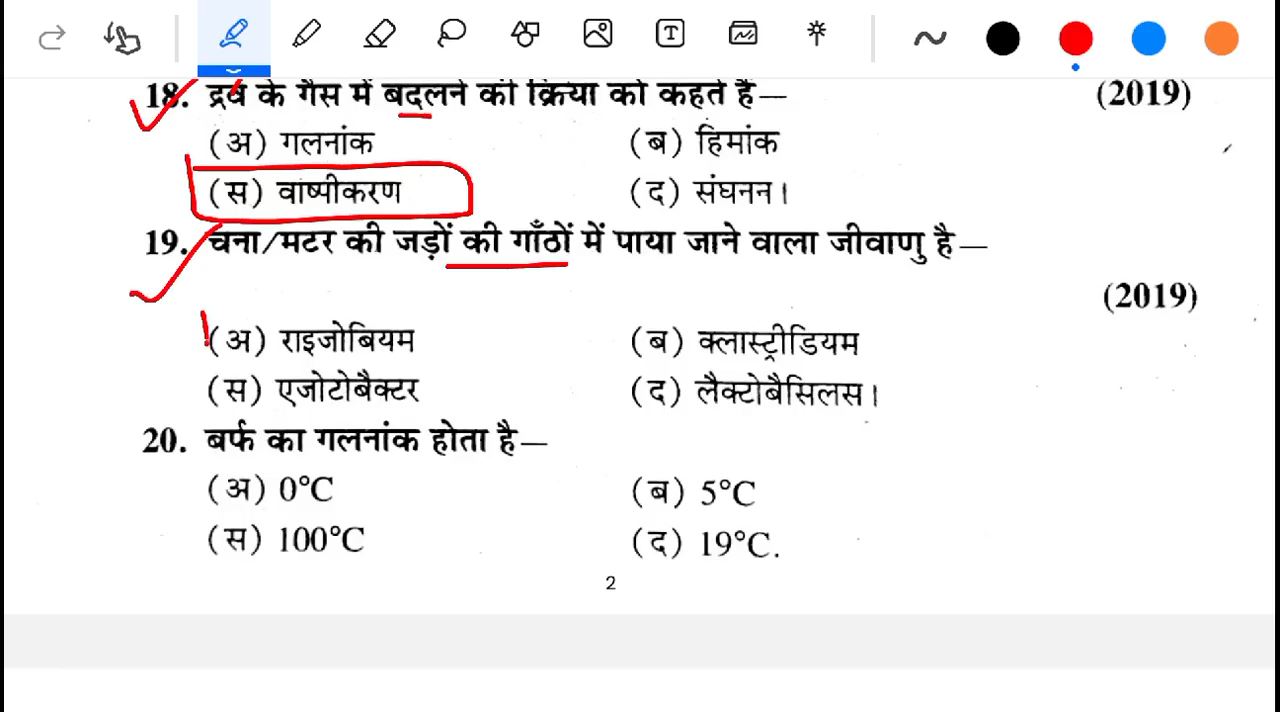 18. द्रव के गैस में बदलने की क्रिया को कहते हैं— (2019)
(अ) गलनांक (ब) हिमांक
(स) वाष्पीकरण (द) संघनन।
19. चना/मटर की जड़ों की गाँठों में पाया जाने वाला जीवाणु है—
(2019)
(अ) राइजोबियम (ब) क्लास्ट्रीडियम
(स) एजोटोबैक्टर (द) लैक्टोबैसिलस।
20. बर्फ का गलनांक होता है—
(अ) 0°C (ब) 5°C
(स) 100°C (द) 19°C.
2